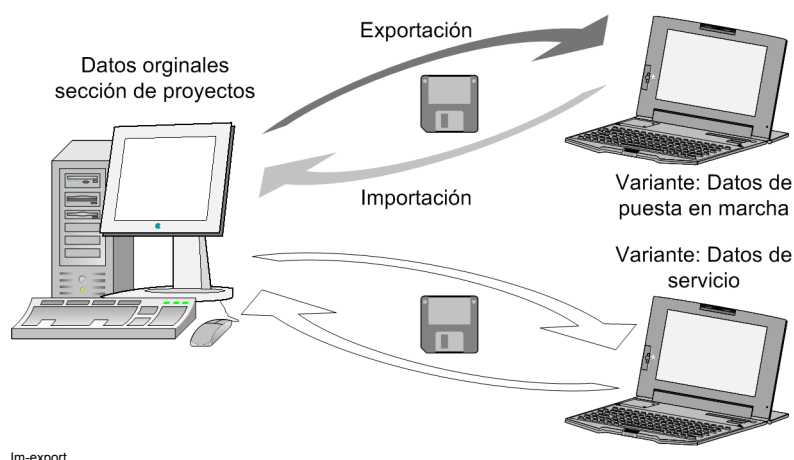 Exportación
Datos orginales
sección de proyectos
Importación
Variante: Datos de
puesta en marcha
Variante: Datos de
servicio
Im-export